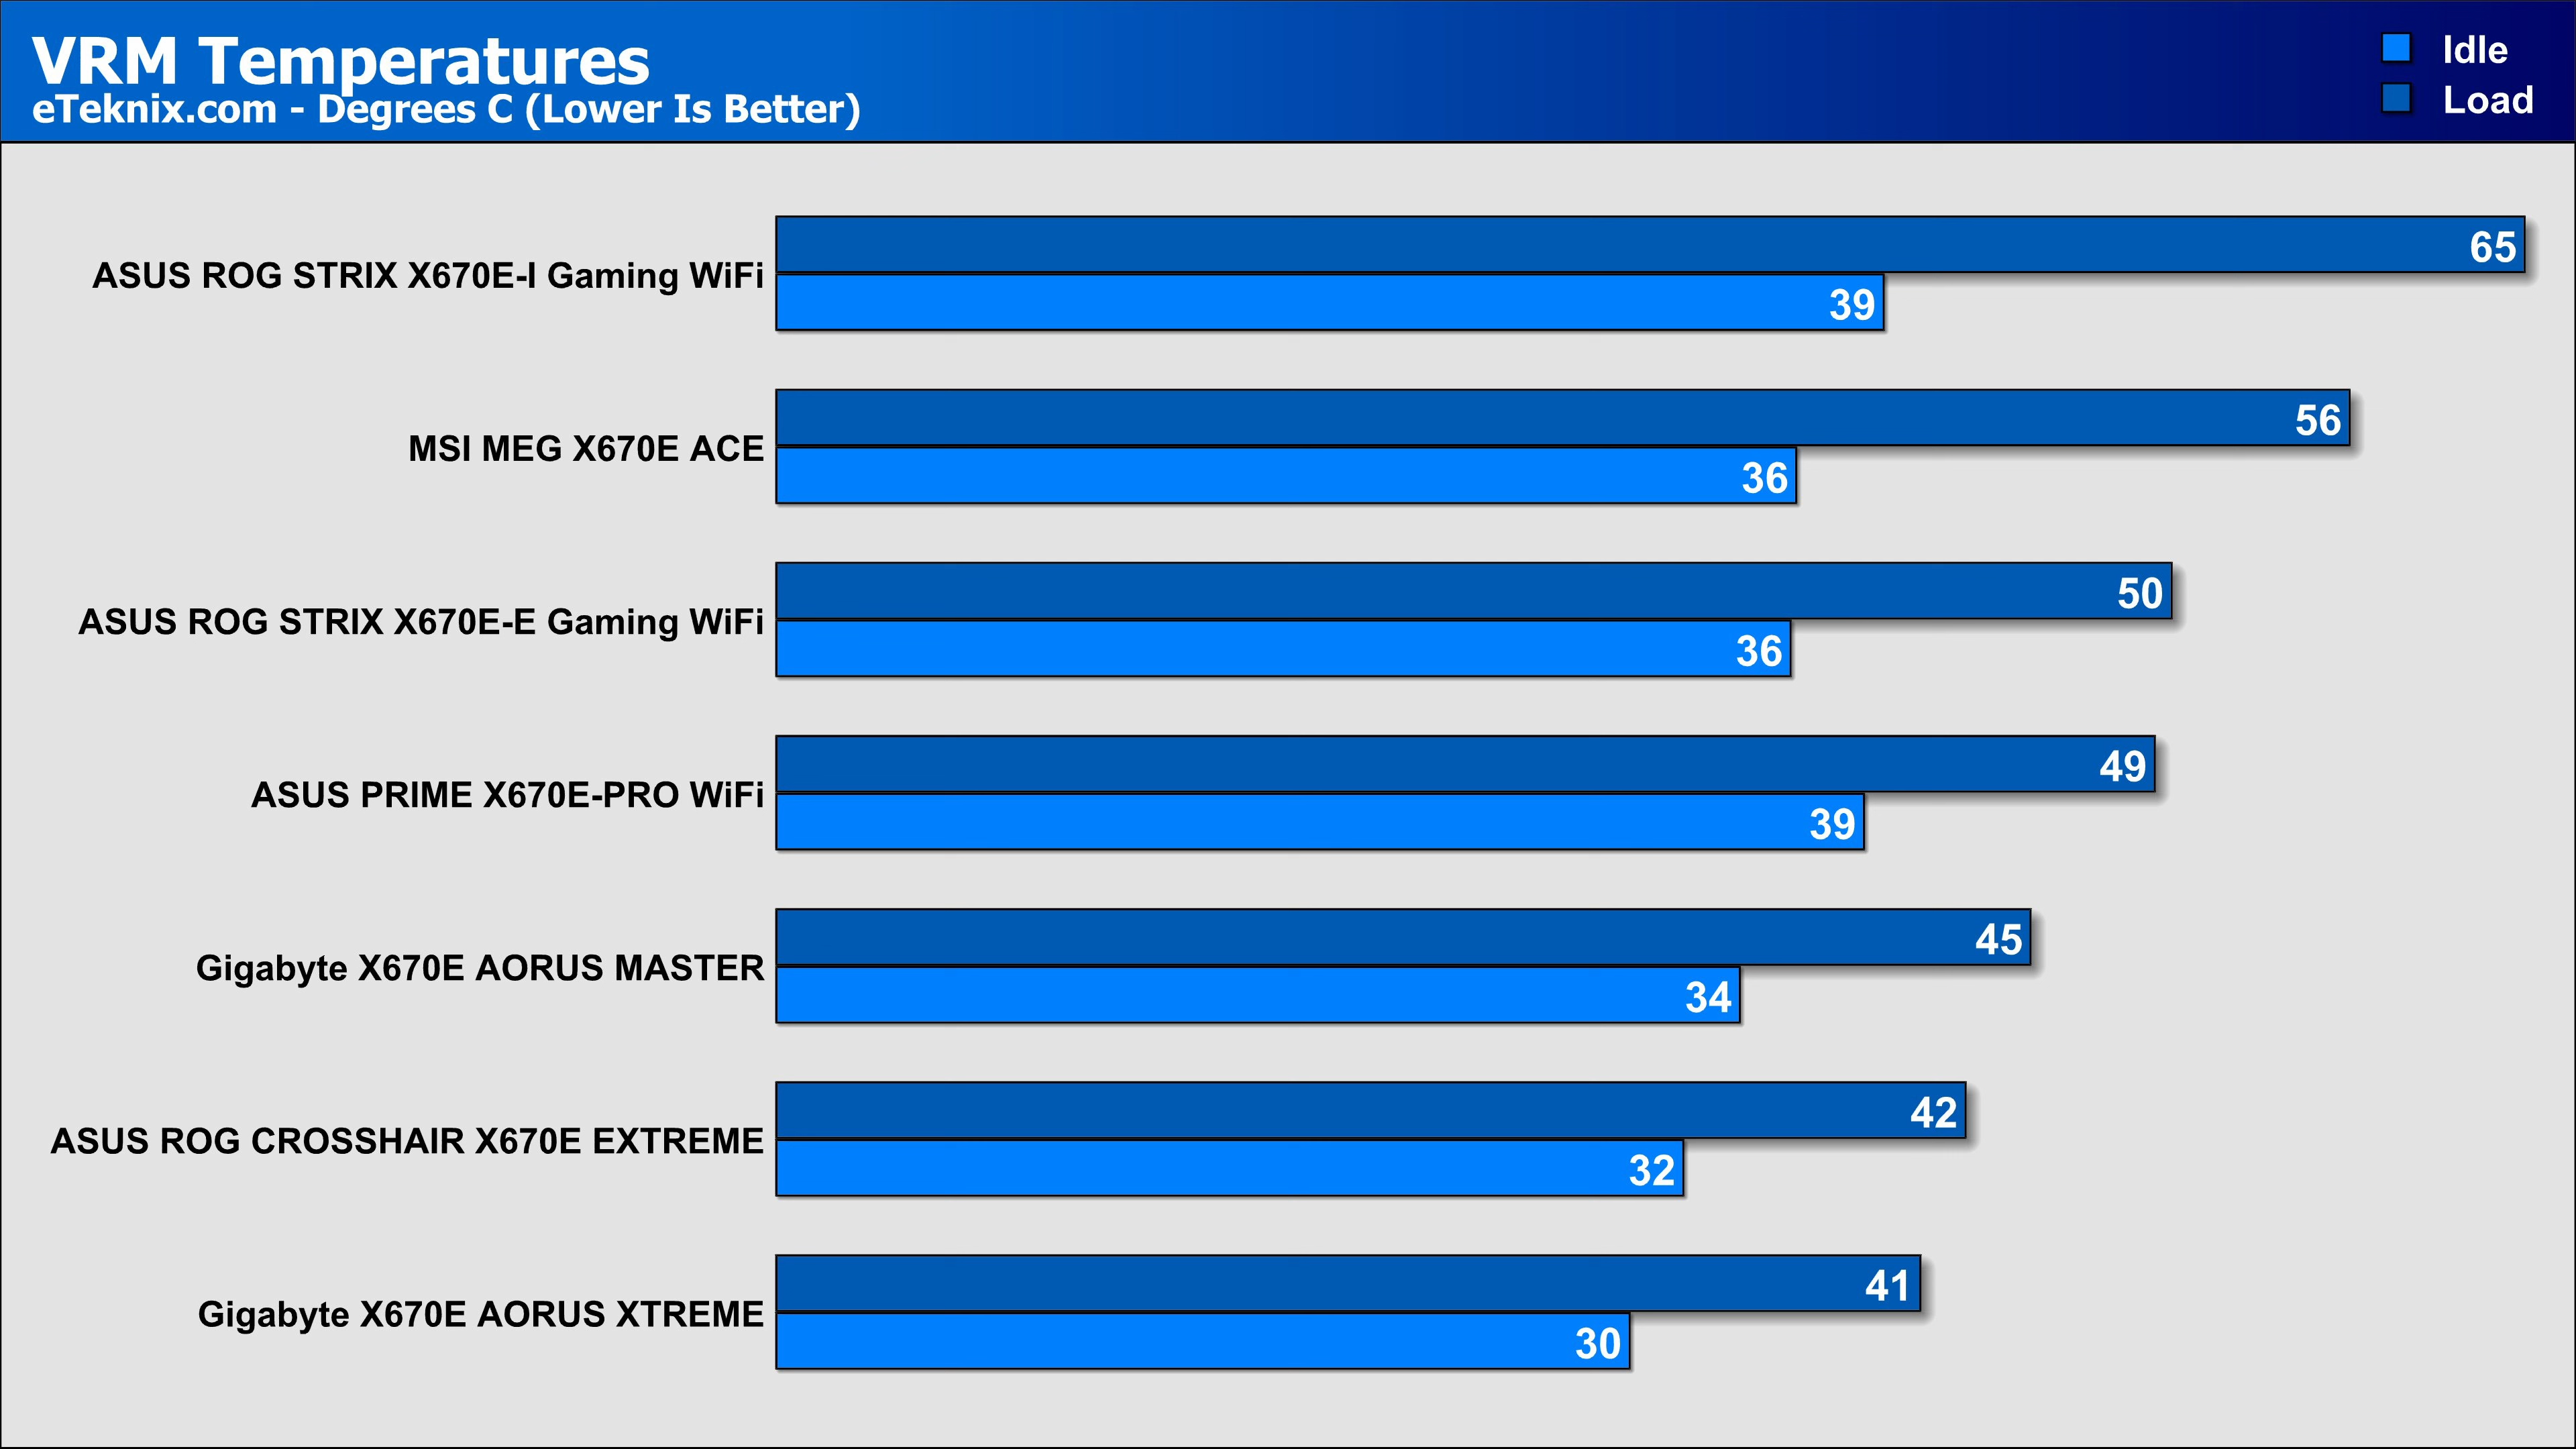 VRM Temperatures
eTeknix.com - Degrees C (Lower Is Better)
Idle
Load
ASUS ROG STRIX X670E-I Gaming WiFi
65
39
MSI MEG X670E ACE
56
36
ASUS ROG STRIX X670E-E Gaming WiFi
50
36
ASUS PRIME X670E-PRO WiFi
49
39
Gigabyte X670E AORUS MASTER
45
34
ASUS ROG CROSSHAIR X670E EXTREME
42
32
Gigabyte X670E AORUS XTREME
41
30